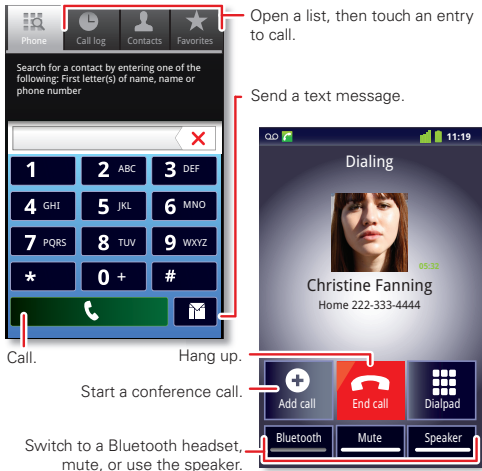 Open a list, then touch an entry
to call.
Phone
Call log
Contacts
Favorites
Search for a contact by entering one of the
following: First letter(s) of name, name or
phone number
Send a text message.
1
2 ABC
3 DEF
4 GHI
5 JKL
6 MNO
7 PQRS
8 TUV
9 WXYZ
*
0 +
#
Call.
11:19
Dialing
05:32
Christine Fanning
Home 222-333-4444
Hang up.
Start a conference call.
Add call
End call
Dialpad
Bluetooth
Mute
Speaker
Switch to a Bluetooth headset,
mute, or use the speaker.